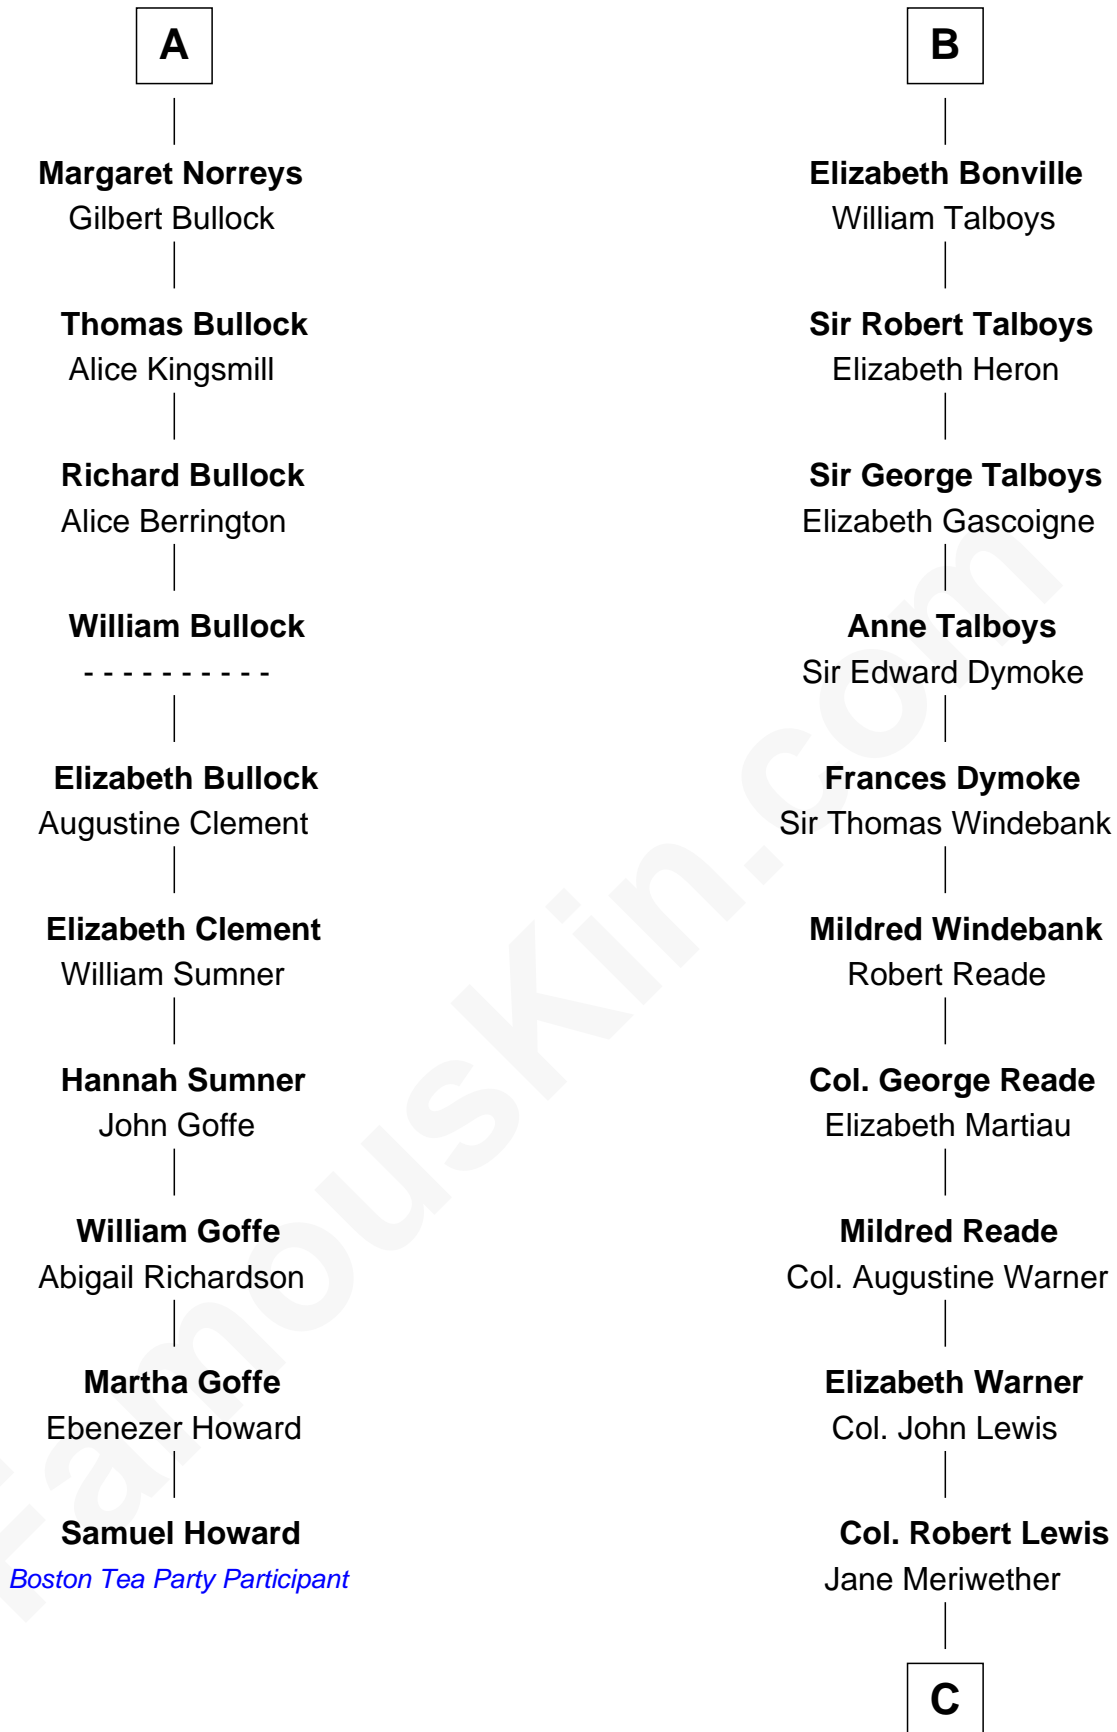 A
Margaret Norreys
Gilbert Bullock
Thomas Bullock
Alice Kingsmill
Richard Bullock
Alice Berrington
William Bullock
- - - - - - - - - -
Elizabeth Bullock
Augustine Clement
Elizabeth Clement
William Sumner
Hannah Sumner
John Goffe
William Goffe
Abigail Richardson
Martha Goffe
Ebenezer Howard
Samuel Howard
Boston Tea Party Participant
B
Elizabeth Bonville
William Talboys
Sir Robert Talboys
Elizabeth Heron
Sir George Talboys
Elizabeth Gascoigne
Anne Talboys
Sir Edward Dymoke
Frances Dymoke
Sir Thomas Windebank
Mildred Windebank
Robert Reade
Col. George Reade
Elizabeth Martiau
Mildred Reade
Col. Augustine Warner
Elizabeth Warner
Col. John Lewis
Col. Robert Lewis
Jane Meriwether
C
FamousKin.com